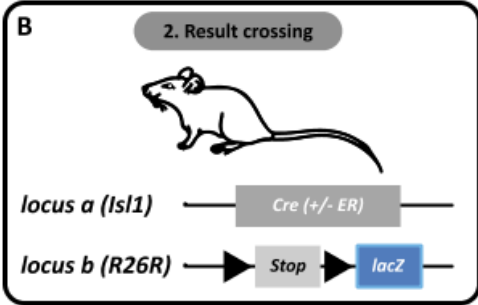 B
2. Result crossing
locus a (Isl1) Cre (+/- ER)
locus b (R26R) Stop lacZ